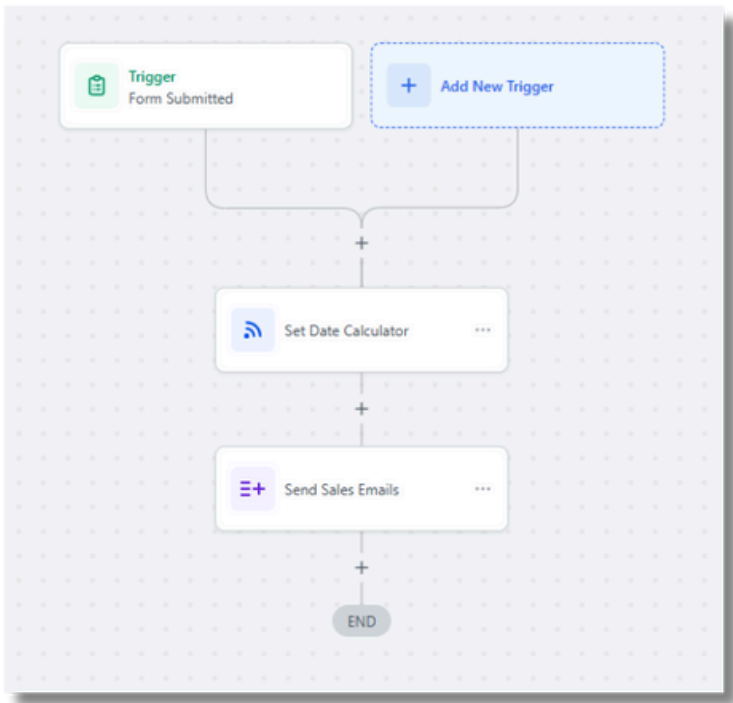 Trigger
Form Submitted
Add New Trigger
Set Date Calculator
Send Sales Emails
END